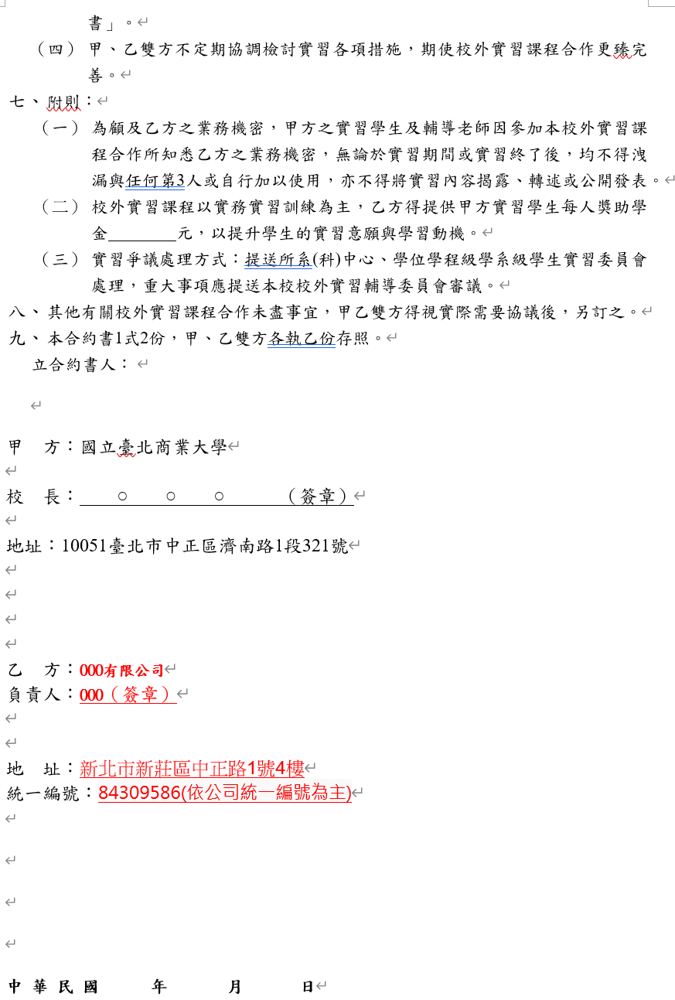 書」。
（四） 甲、乙雙方不定期協調檢討實習各項措施，期使校外實習課程合作更臻完
善。
七、附則：
（一） 為顧及乙方之業務機密，甲方之實習學生及輔導老師因參加本校外實習課
程合作所知悉乙方之業務機密，無論於實習期間或實習終了後，均不得洩
漏與任何第3人或自行加以使用，亦不得將實習內容揭露、轉述或公開發表。
（二） 校外實習課程以實務實習訓練為主，乙方得提供甲方實習學生每人獎助學
金________元，以提升學生的實習意願與學習動機。
（三） 實習爭議處理方式：提送所系(科)中心、學位學程級學系級學生實習委員會
處理，重大事項應提送本校校外實習輔導委員會審議。
八、其他有關校外實習課程合作未盡事宜，甲乙雙方得視實際需要協議後，另訂之。
九、本合約書1式2份，甲、乙雙方各執乙份存照。
立合約書人：
甲　方：國立臺北商業大學
校　長：　　○　　○　　○　　　（簽章）
地址：10051臺北市中正區濟南路1段321號
乙　方：000有限公司
負責人：000（簽章）
地　址：新北市新莊區中正路1號4樓
統一編號：84309586(依公司統一編號為主)
中 華 民 國　　　年　　　月　　　日